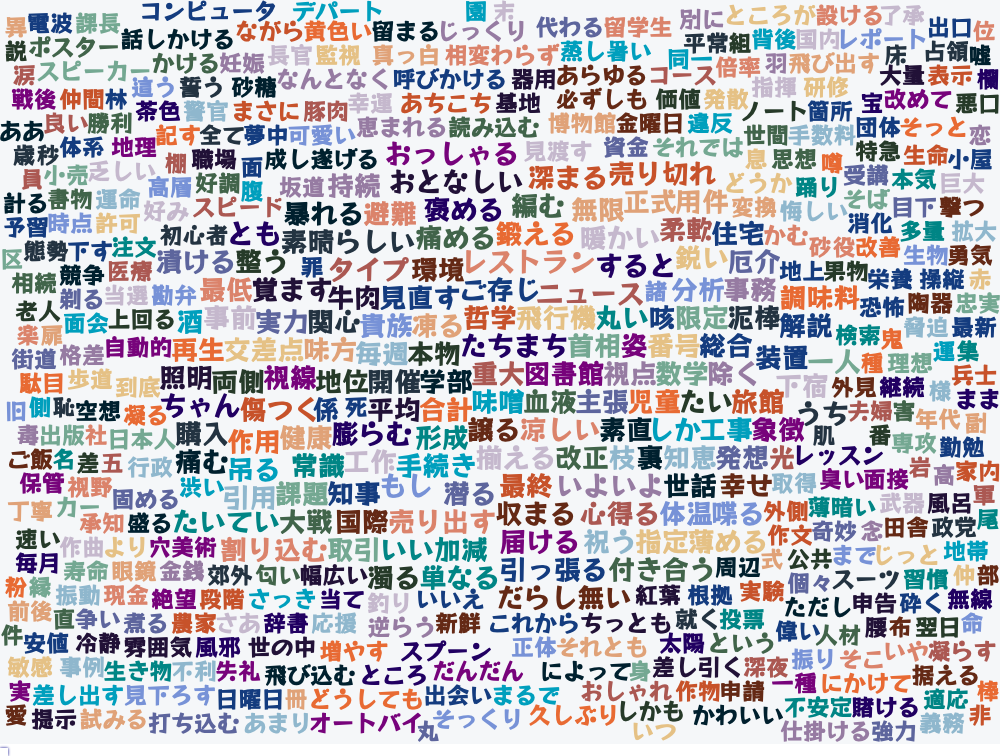 コンピュータ デパート 園 末
異 電波 課長 ながら 黄色い 留まる じっくり 代わる 留学生 別に ところが 設ける 了承 出口 位
説 ポスター 話しかける 平常 組 背後 国内 レポート 床 占領 嘘
涙 スピーカー かける 妊娠 長官 監視 真っ白 相変わらず 蒸し暑い 同一 倍率 羽 飛び出す 大量 表示 欄
戦後 仲間 林 違う 誓う 砂糖 なんとなく 呼びかける 器用 あらゆる コース 指揮 研修 宝 改めて 悪口
茶色 警官 まさに 豚肉 幸運 あちこち 基地 必ずしも 価値 発散 ノート 箇所
ああ 良い 勝利 記す 全て 夢中 可愛い 恵まれる 読み込む 博物館 金曜日 違反 世間 手数料 団体 そっと 恋
歳 秒 体系 地理 棚 職場 面 成し遂げる おっしゃる 見渡す 資金 それでは 息 思想 噂 特急 生命 小屋
員 小売 乏しい 高層 好調 腹 坂道 持続 おとなしい 深まる 売り切れ どうか 踊り 受講 本気 巨大
計る 書物 運命 好み スピード 暴れる 避難 褒める 編む 無限 正式 用件 変換 悔しい そば 目下 撃つ
予習 時点 許可 初心者 とも 素晴らしい 痛める 鍛える 暖かい 柔軟 住宅 かむ 消化 多量 拡大
区 態勢 下す 注文 漬ける 整う 罪 タイプ 環境 レストラン すると 鋭い 厄介 砂 役 改善 生物 勇気
相続 競争 医療 地上 果物 栄養 操縦 赤
剃る 当選 勘弁 最低 覚ます 牛肉 見直す ご存じ ニュース 諸 分析 事務 調味料 恐怖 陶器 忠実
老人 面会 上回る 酒 事前 実力 関心 貴族 凍る 哲学 飛行機 丸い 咳 限定 泥棒 解説 検索 鬼 脅迫 最新
楽 扉 街道 格差 自動的 再生 交差点 味方 毎週 本物 たちまち 首相 姿 番号 総合 装置 一人 種 理想 運 集
駄目 歩道 到底 照明 両側 視線 地位 開催 学部 重大 図書館 視点 数学 除く 下宿 外見 継続 様 兵士
旧 側 恥 空想 凝る ちゃん 傷つく 係 死 平均 合計 味噌 血液 主張 児童 たい 旅館 うち 夫婦 害 まま
毒 出版 社 日本人 購入 作用 健康 膨らむ 形成 譲る 涼しい 素直 しか 工事 象徴 肌 番 年代 副
ご飯 名 差 五 行政 痛む 吊る 常識 工作 手続き 揃える 改正 枝 裏 知恵 発想 光 レッスン 専攻 勤勉
保管 視野 固める 渋い 引用 課題 知事 もし 潜る 最終 いよいよ 世話 幸せ 取得 臭い 面接 岩 高 家内
丁寧 カー 承知 盛る たいてい 大戦 国際 売り出す 収まる 心得る 体温 喋る 外側 薄暗い 武器 風呂 軍
速い 作曲 より 穴 美術 割り込む 取引 いい加減 届ける 祝う 指定 薄める 作文 奇妙 念 田舎 政党 尾
毎月 寿命 眼鏡 金銭 郊外 匂い 幅広い 濁る 単なる 引っ張る 付き合う 周辺 式 公共 まで じっと 地帯
粉 縁 振動 現金 絶望 段階 さっき 当て 釣り いいえ だらし無い 紅葉 根拠 実験 個々 スーツ 習慣 仲 部
前後 直 争い 煮る 農家 さあ 辞書 応援 逆らう 新鮮 これから ちっとも 就く 投票 ただし 申告 砕く 無線
件 安値 冷静 雰囲気 風邪 世の中 増やす スプーン 正体 それとも 太陽 という 偉い 人材 腰 布 翌日 命
敏感 事例 生き物 不利 失礼 飛び込む ところ だんだん によって 身 差し引く 深夜 振り そこ いや 凝らす
実 差し出す 見下ろす 日曜日 冊 どうしても 出会い まるで おしゃれ 作物 申請 一種 にかけて 据える
愛 提示 試みる 打ち込む あまり オートバイ 丸 そっくり 久しぶり しかも かわいい 不安定 賭ける 適応 棒
いつ 仕掛ける 強力 義務 非